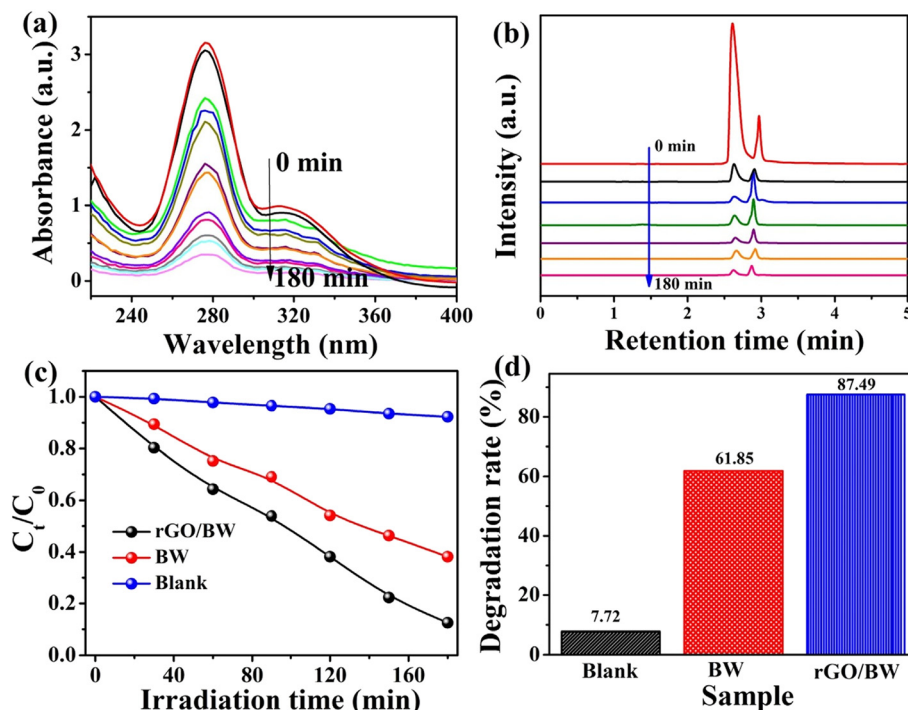 (a)
Absorbance (a.u.)
3
2
1
0
0 min
180 min
240 280 320 360 400
Wavelength (nm)
(b)
Intensity (a.u.)
0 min
180 min
0 1 2 3 4 5
Retention time (min)
(c)
Cₜ/C₀
1.0
0.8
0.6
0.4
0.2
0.0
rGO/BW
BW
Blank
0 40 80 120 160
Irradiation time (min)
(d)
Degradation rate (%)
80
60
40
20
0
7.72
61.85
87.49
Blank BW rGO/BW
Sample